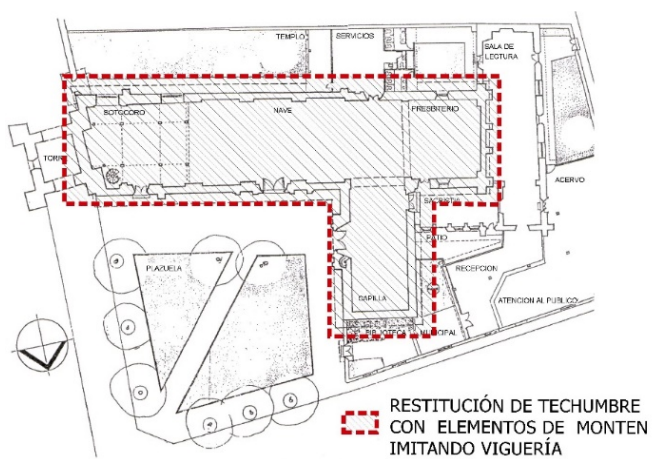 TEMPLO
SERVICIOS
SALA DE
LECTURA
SOTOCORO
NAVE
PRESBITERIO
TORRE
ACERVO
SACRISTIA
PATIO
PLAZUELA
RECEPCION
CAPILLA
ATENCION AL PUBLICO
BIBLIOTECA MUNICIPAL
RESTITUCIÓN DE TECHUMBRE
CON ELEMENTOS DE MONTEN
IMITANDO VIGUERÍA